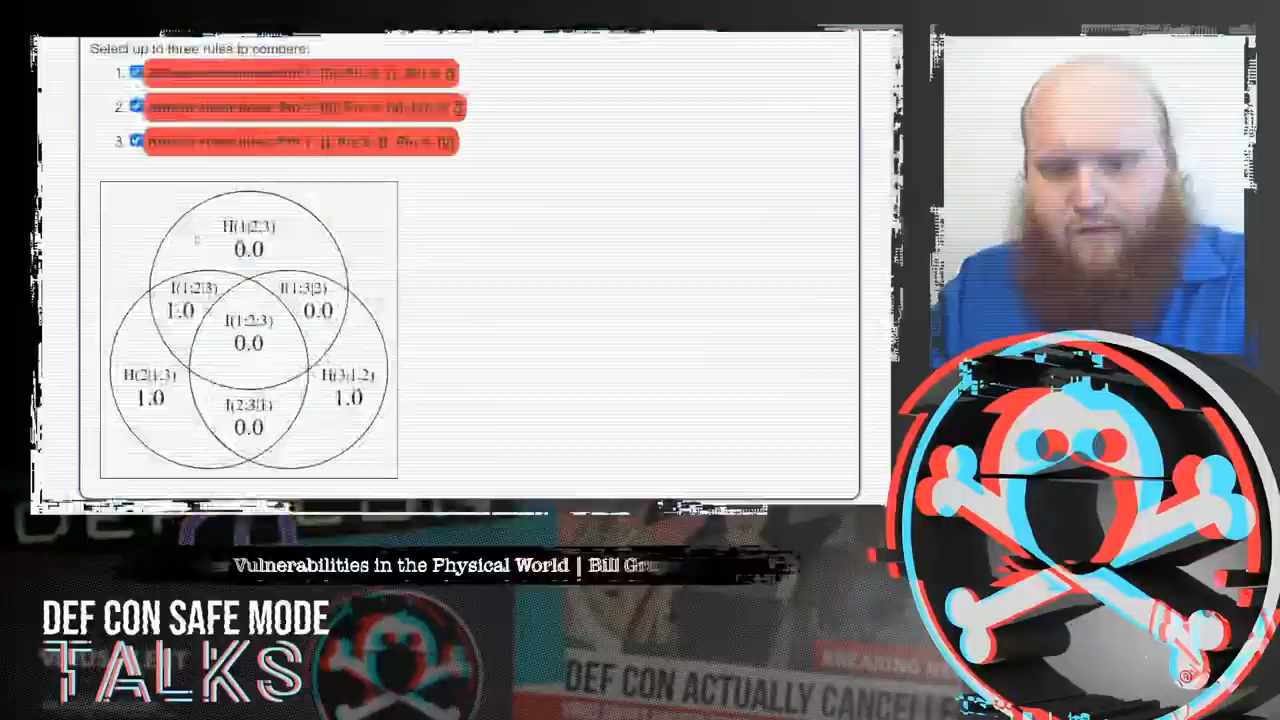 Select up to three rules to compare:
1.
2.
3.
H(1|2,3)
0.0
I(1;2|3)
1.0
I(1;3|2)
0.0
I(1;2;3)
0.0
H(2|1,3)
1.0
H(3|1,2)
1.0
I(2;3|1)
0.0
Vulnerabilities in the Physical World | Bill Gra
DEF CON SAFE MODE
TALKS
BREAKING NE
DEF CON ACTUALLY CANCELLE